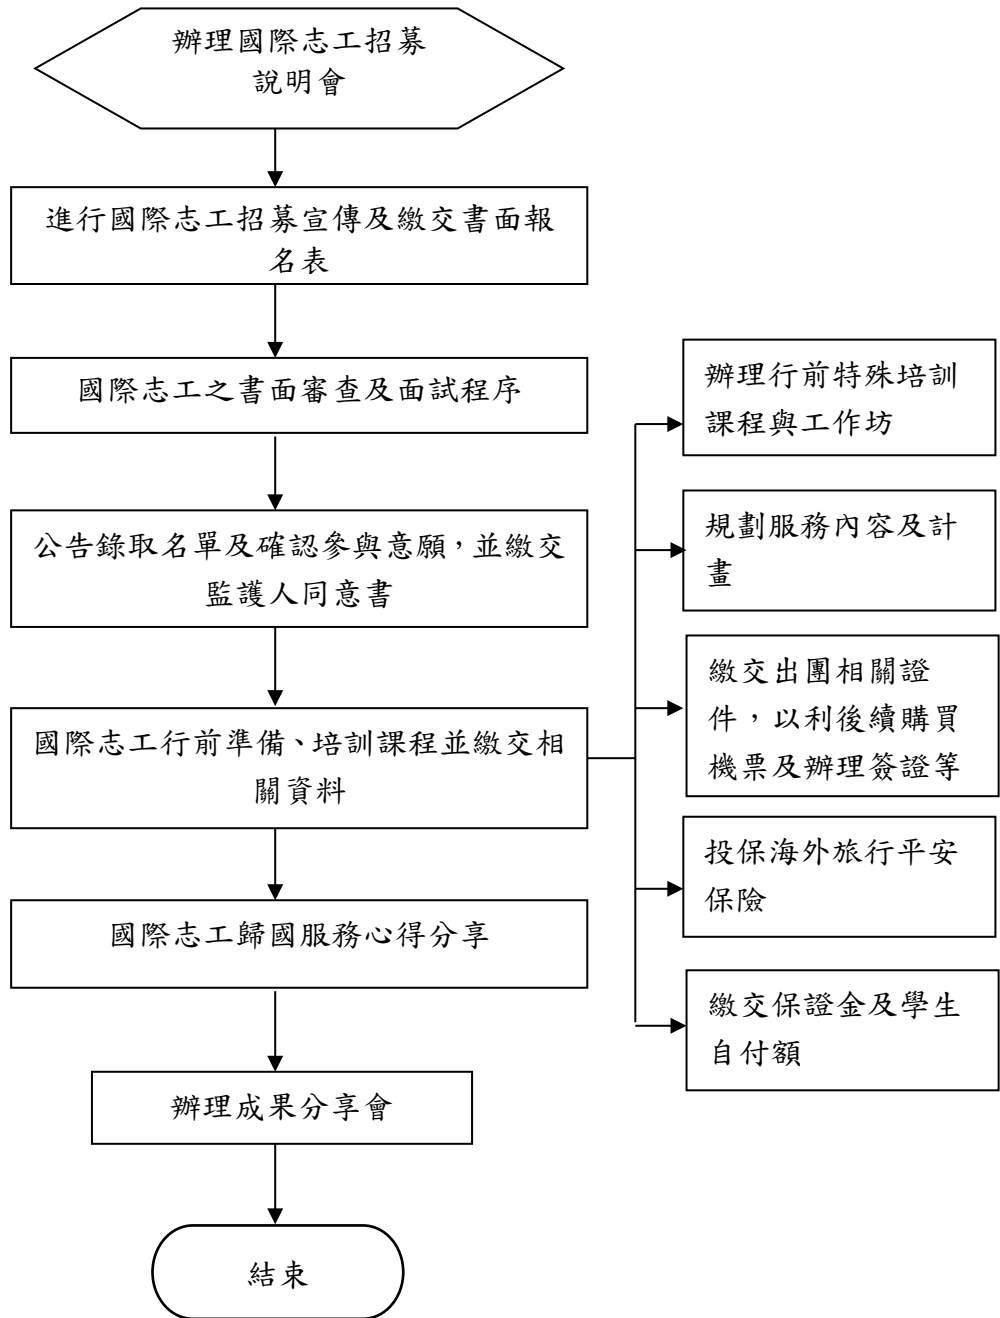 辦理國際志工招募
說明會
進行國際志工招募宣傳及繳交書面報
名表
國際志工之書面審查及面試程序
公告錄取名單及確認參與意願，並繳交
監護人同意書
國際志工行前準備、培訓課程並繳交相
關資料
國際志工歸國服務心得分享
辦理成果分享會
結束
辦理行前特殊培訓
課程與工作坊
規劃服務內容及計
畫
繳交出團相關證
件，以利後續購買
機票及辦理簽證等
投保海外旅行平安
保險
繳交保證金及學生
自付額